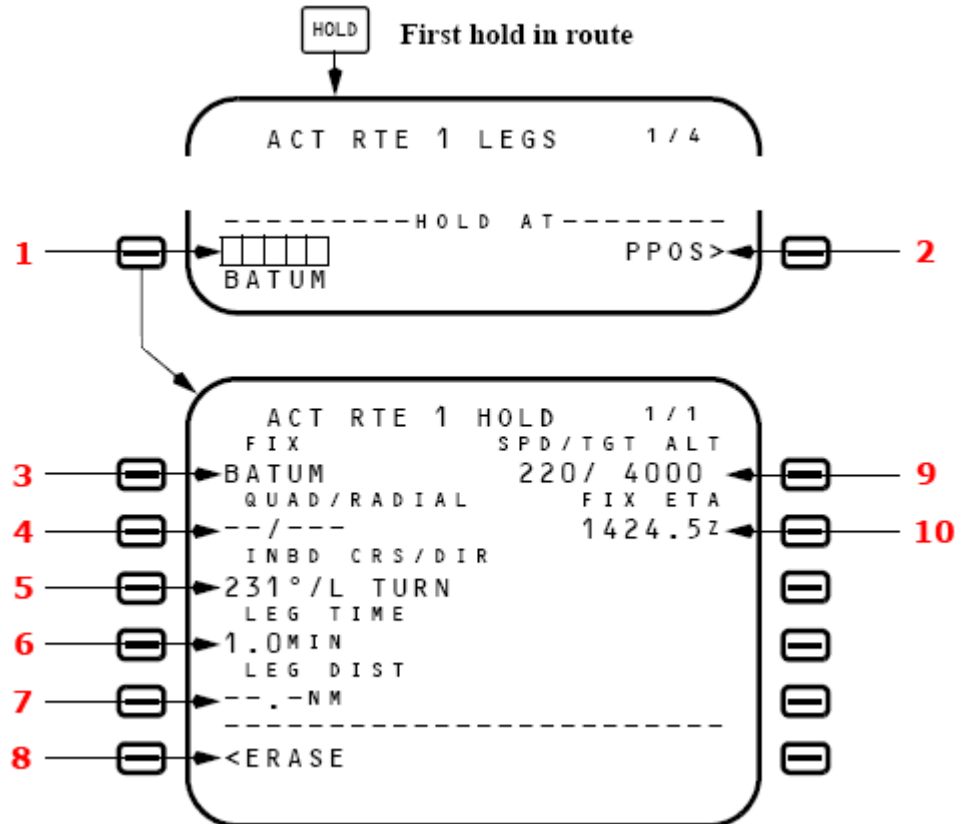 HOLD First hold in route
ACT RTE 1 LEGS 1/4
---------HOLD AT--------
1 PPOS> 2
BATUM
ACT RTE 1 HOLD 1/1
FIX SPD/TGT ALT
3 BATUM 220/ 4000 9
QUAD/RADIAL FIX ETA
4 --/--- 1424.5z 10
INBD CRS/DIR
5 231°/L TURN
LEG TIME
6 1.0MIN
LEG DIST
7 --.-NM
------------------------
8 <ERASE